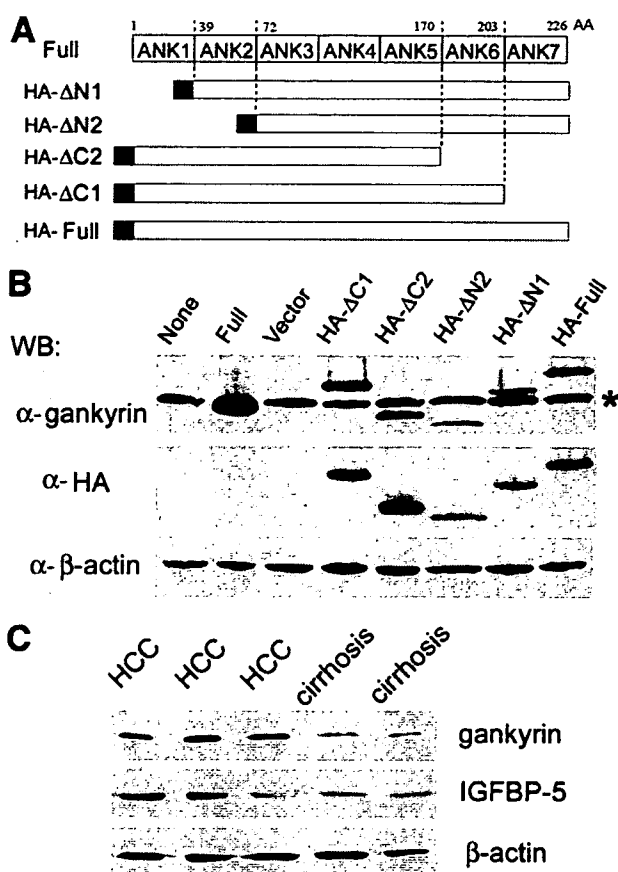 A
1 39 72 170 203 226 AA
Full ANK1 ANK2 ANK3 ANK4 ANK5 ANK6 ANK7
HA-ΔN1
HA-ΔN2
HA-ΔC2
HA-ΔC1
HA- Full
B
None Full Vector HA-ΔC1 HA-ΔC2 HA-ΔN2 HA-ΔN1 HA-Full
WB:
α-gankyrin *
α-HA
α-β-actin
C
HCC HCC HCC cirrhosis cirrhosis
gankyrin
IGFBP-5
β-actin